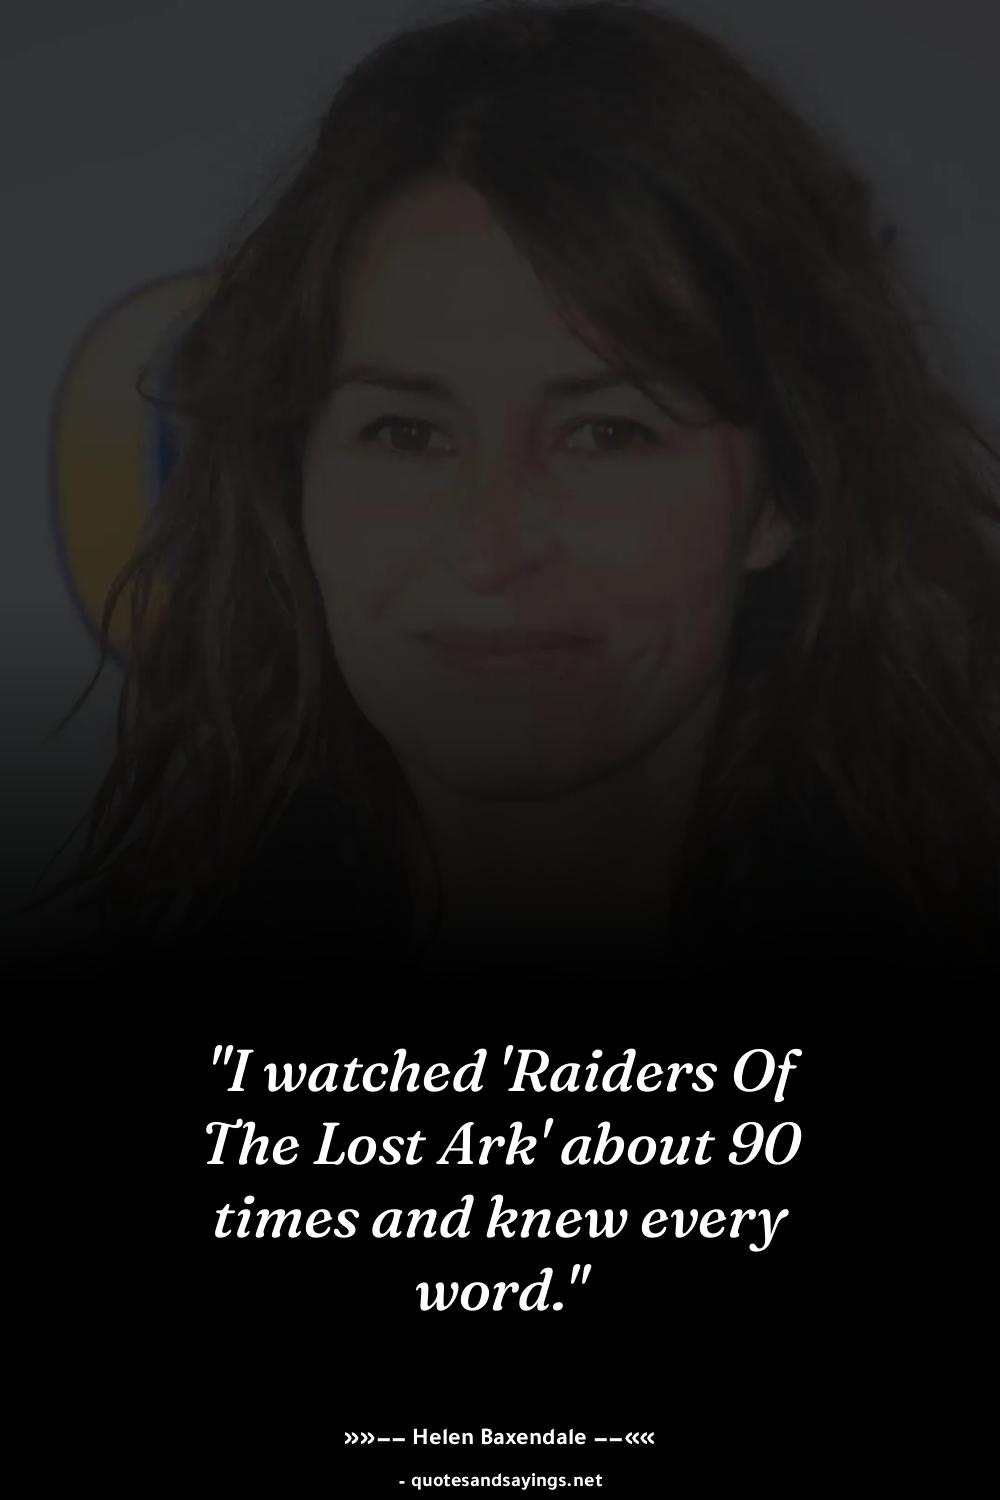 "I watched 'Raiders Of
The Lost Ark' about 90
times and knew every
word."
»»-- Helen Baxendale --««
- quotesandsayings.net